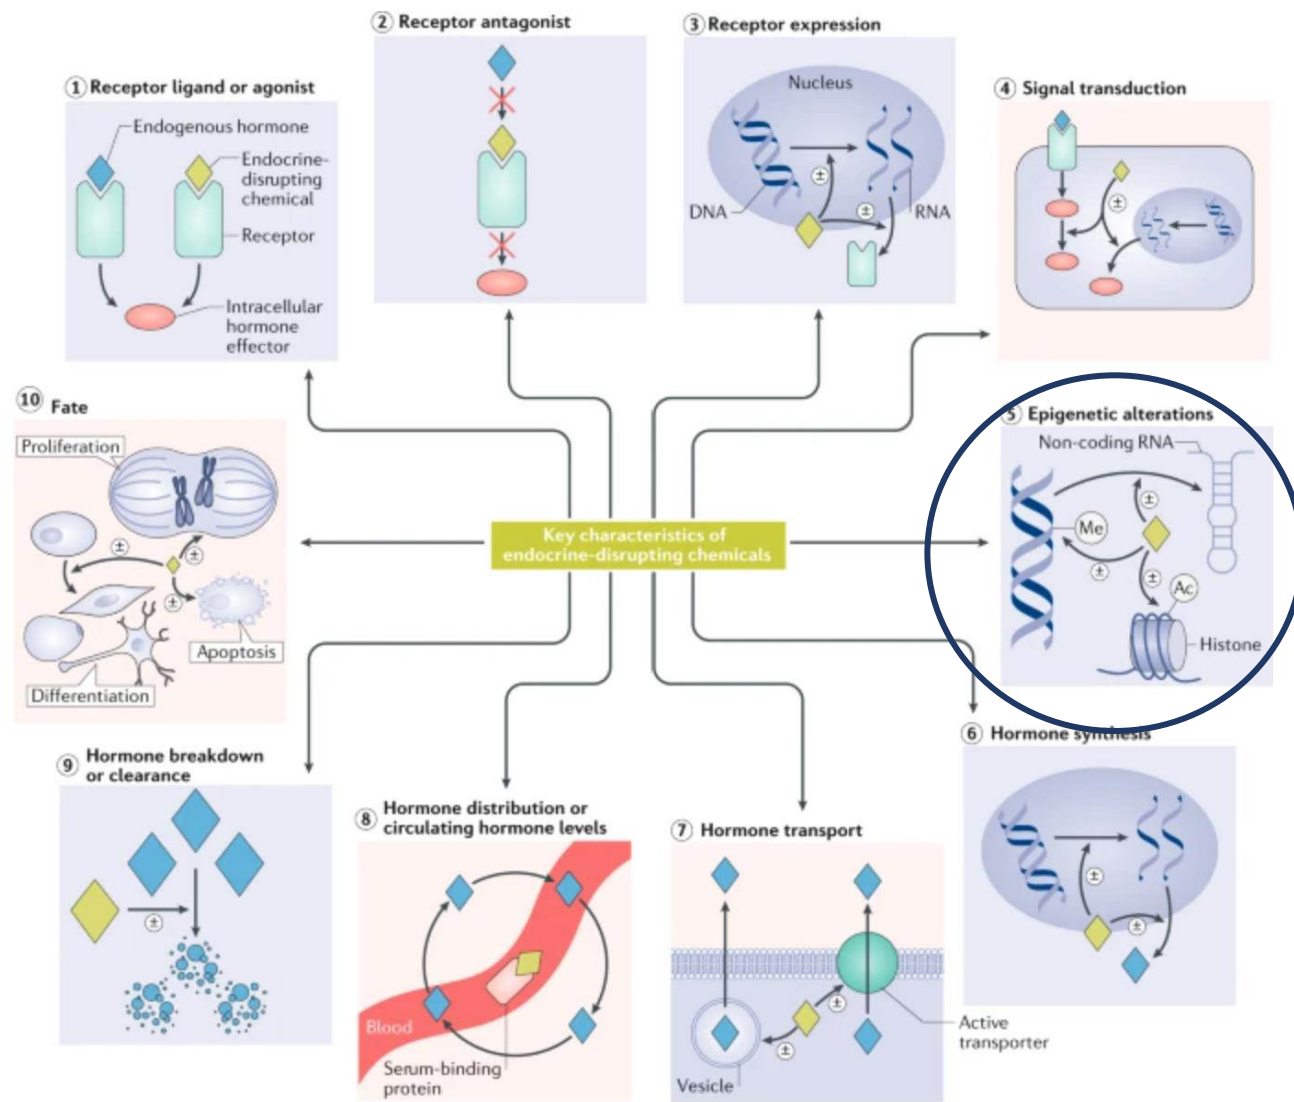 ① Receptor ligand or agonist
Endogenous hormone
Endocrine-
disrupting
chemical
Receptor
Intracellular
hormone
effector
② Receptor antagonist
③ Receptor expression
Nucleus
DNA
RNA
±
±
④ Signal transduction
±
⑤ Epigenetic alterations
Non-coding RNA
Me
±
±
±
Ac
Histone
Key characteristics of
endocrine-disrupting chemicals
⑥ Hormone synthesis
±
±
⑦ Hormone transport
±
±
Active
transporter
Vesicle
⑧ Hormone distribution or
circulating hormone levels
Blood
Serum-binding
protein
⑨ Hormone breakdown
or clearance
±
⑩ Fate
Proliferation
±
±
±
Apoptosis
Differentiation